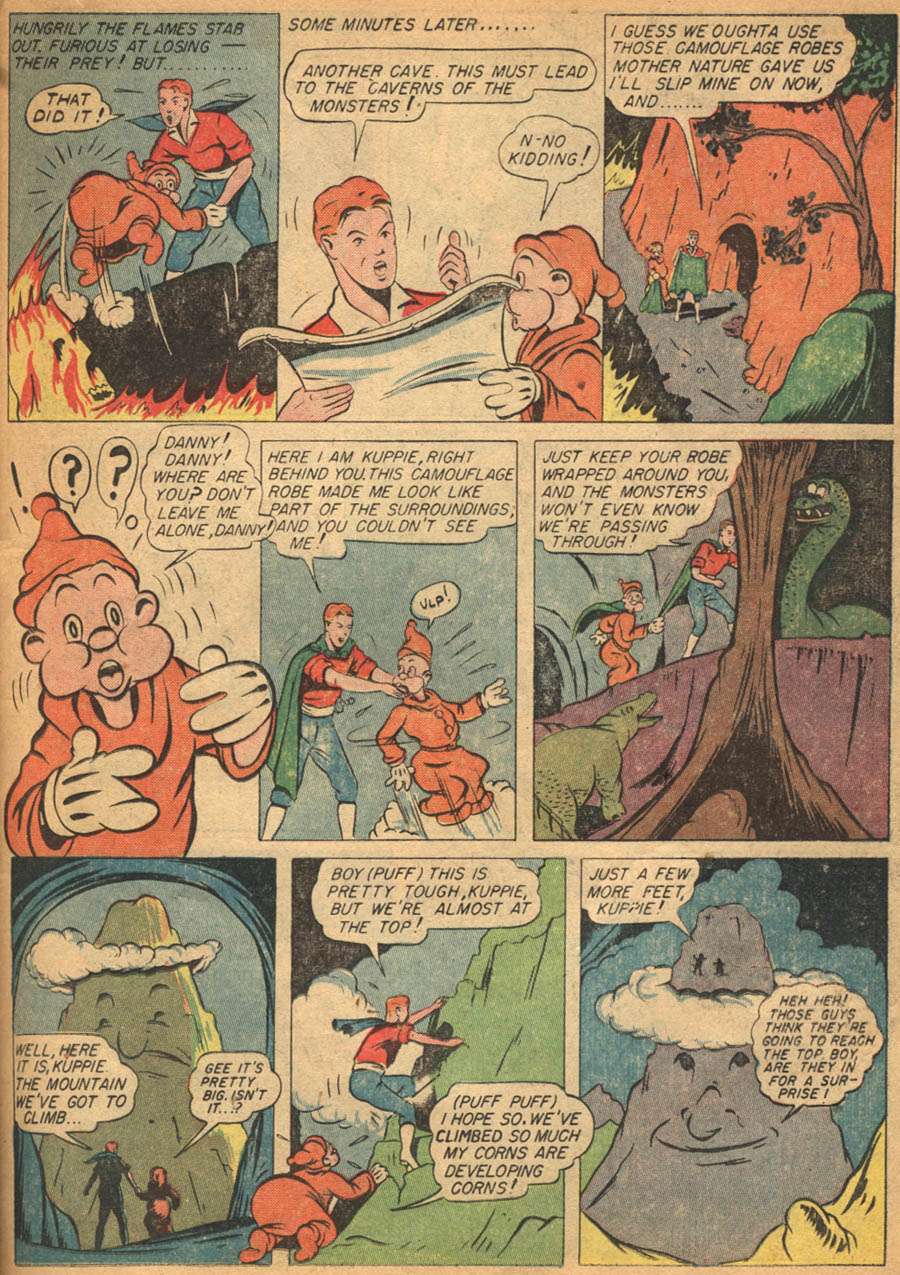 HUNGRILY THE FLAMES STAB
OUT, FURIOUS AT LOSING —
THEIR PREY! BUT............
THAT
DID IT!
SOME MINUTES LATER.......
ANOTHER CAVE. THIS MUST LEAD
TO THE CAVERNS OF THE
MONSTERS!
N-NO
KIDDING!
I GUESS WE OUGHTA USE
THOSE CAMOUFLAGE ROBES
MOTHER NATURE GAVE US
I'LL SLIP MINE ON NOW,
AND.......
! ? ?
DANNY!
DANNY!
WHERE ARE
YOU? DON'T
LEAVE ME
ALONE, DANNY!
HERE I AM KUPPIE, RIGHT
BEHIND YOU. THIS CAMOUFLAGE
ROBE MADE ME LOOK LIKE
PART OF THE SURROUNDINGS,
AND YOU COULDN'T SEE
ME!
ULP!
JUST KEEP YOUR ROBE
WRAPPED AROUND YOU,
AND THE MONSTERS
WON'T EVEN KNOW
WE'RE PASSING
THROUGH!
WELL, HERE
IT IS, KUPPIE.
THE MOUNTAIN
WE'VE GOT TO
CLIMB...
GEE IT'S
PRETTY
BIG. ISN'T
IT...?
BOY (PUFF) THIS IS
PRETTY TOUGH, KUPPIE,
BUT WE'RE ALMOST AT
THE TOP!
(PUFF PUFF)
I HOPE SO. WE'VE
CLIMBED SO MUCH
MY CORNS ARE
DEVELOPING
CORNS!
JUST A FEW
MORE FEET,
KUPPIE!
HEH HEH!
THOSE GUYS
THINK THEY'RE
GOING TO REACH
THE TOP. BOY,
ARE THEY IN
FOR A SUR-
PRISE!